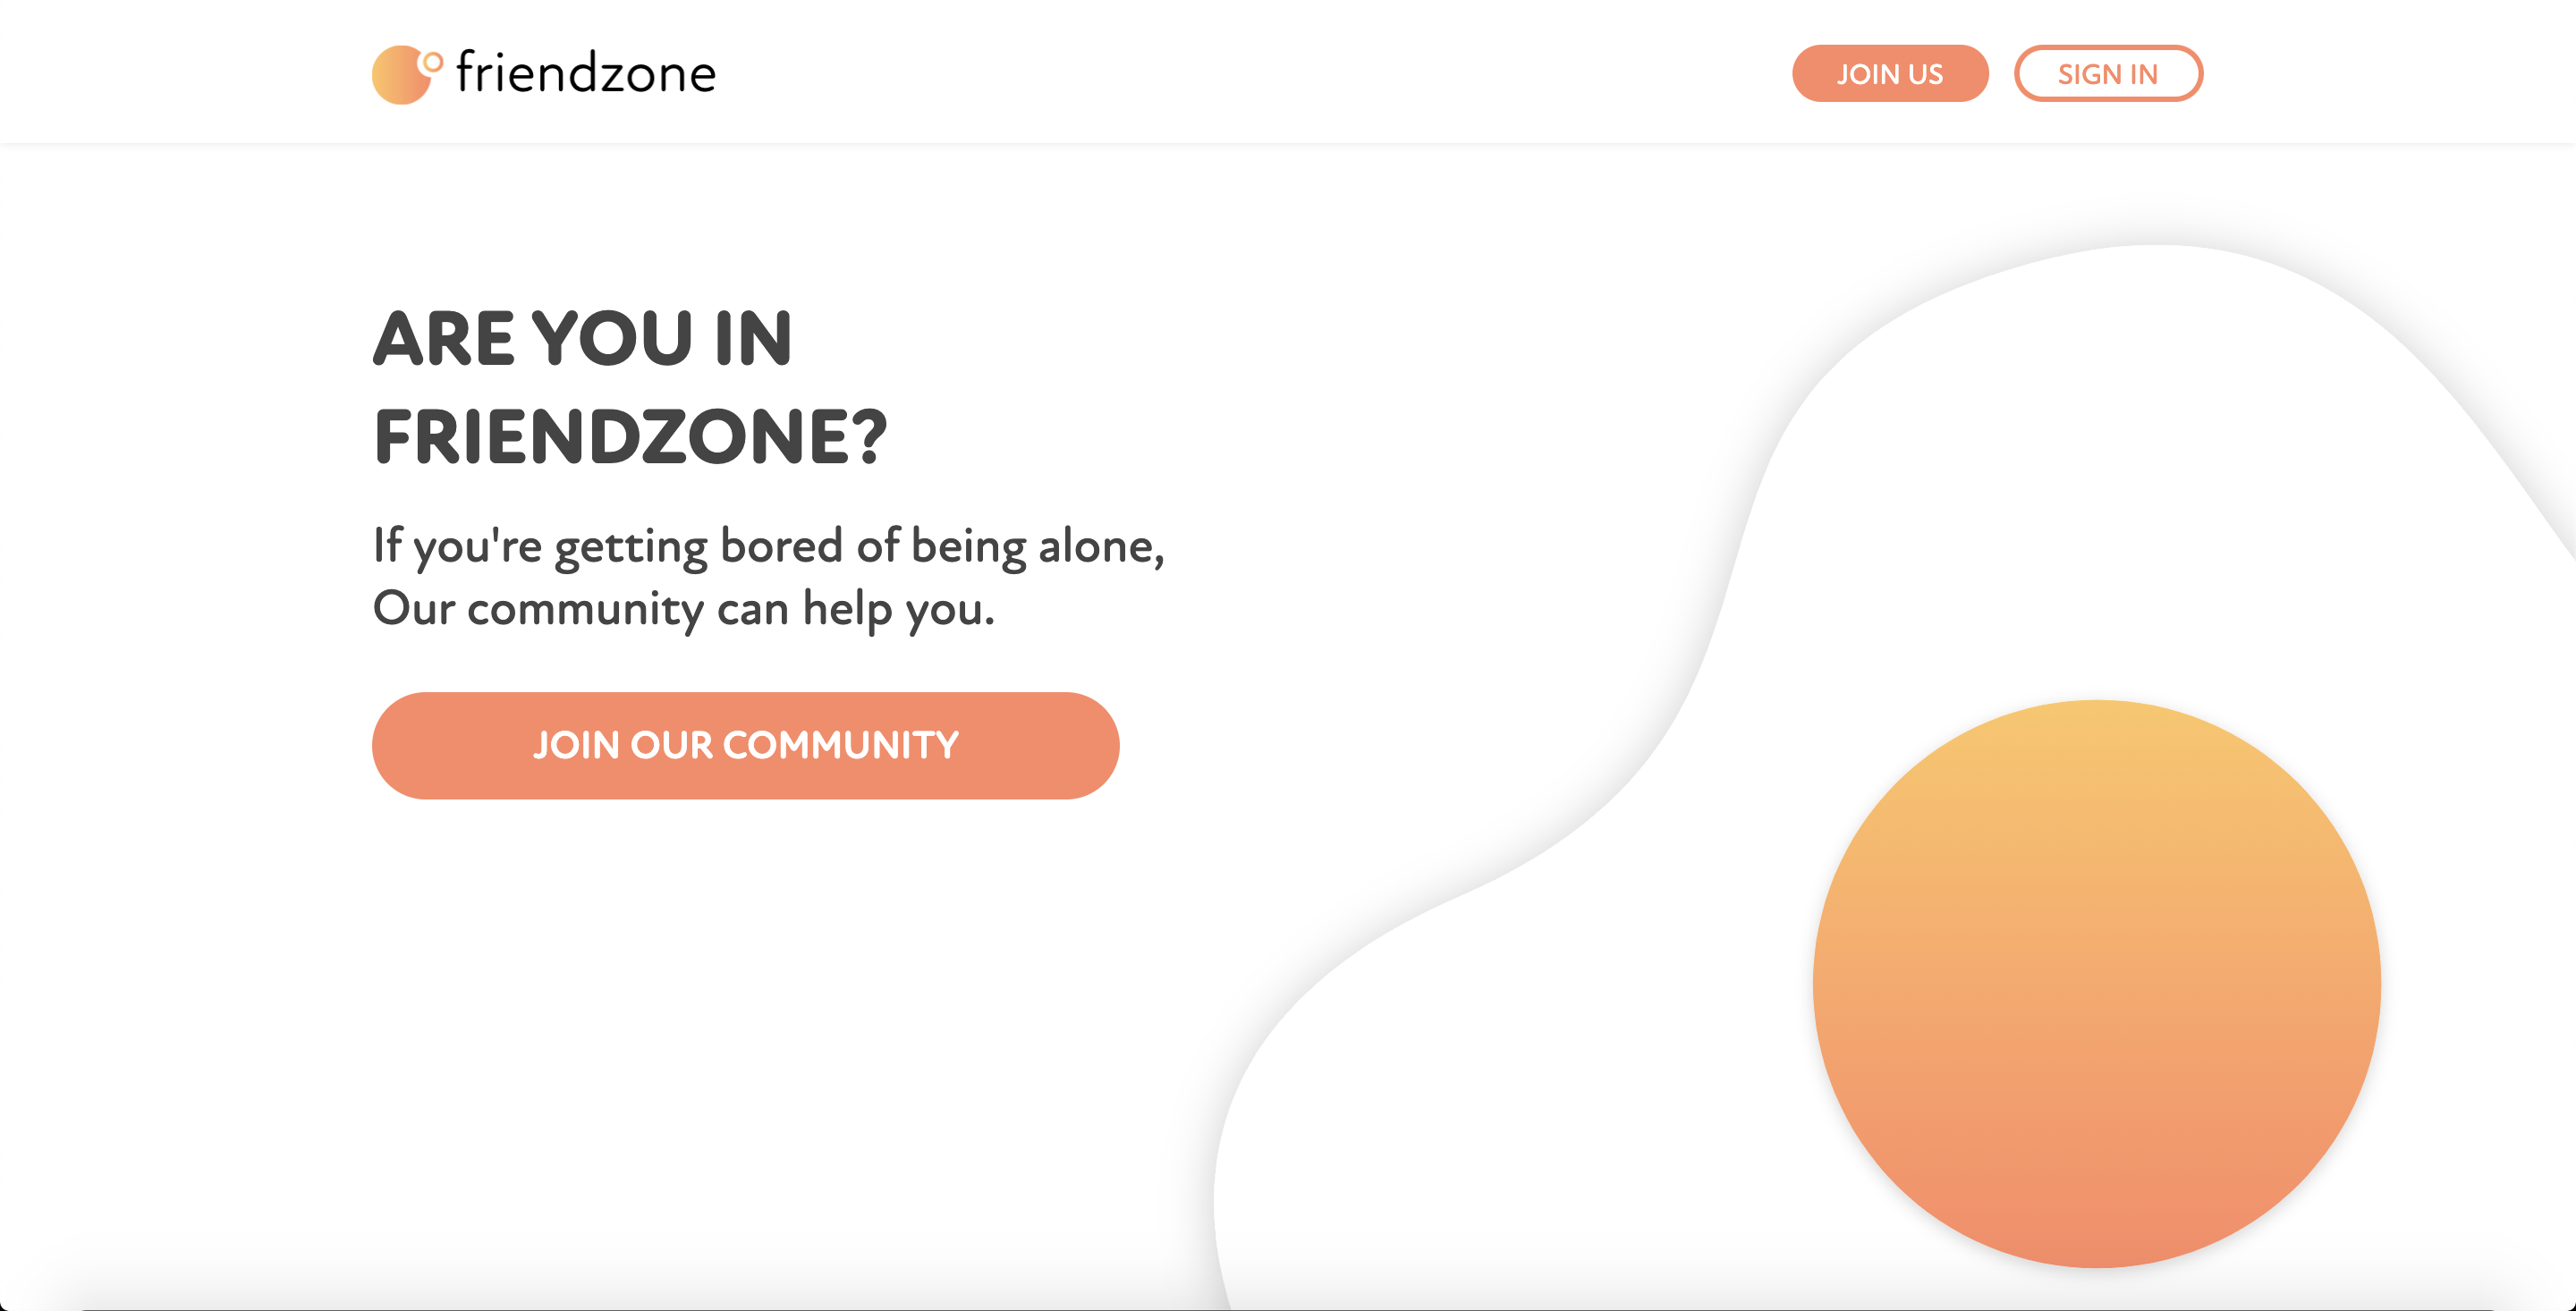 friendzone
JOIN US
SIGN IN
ARE YOU IN
FRIENDZONE?
If you're getting bored of being alone,
Our community can help you.
JOIN OUR COMMUNITY